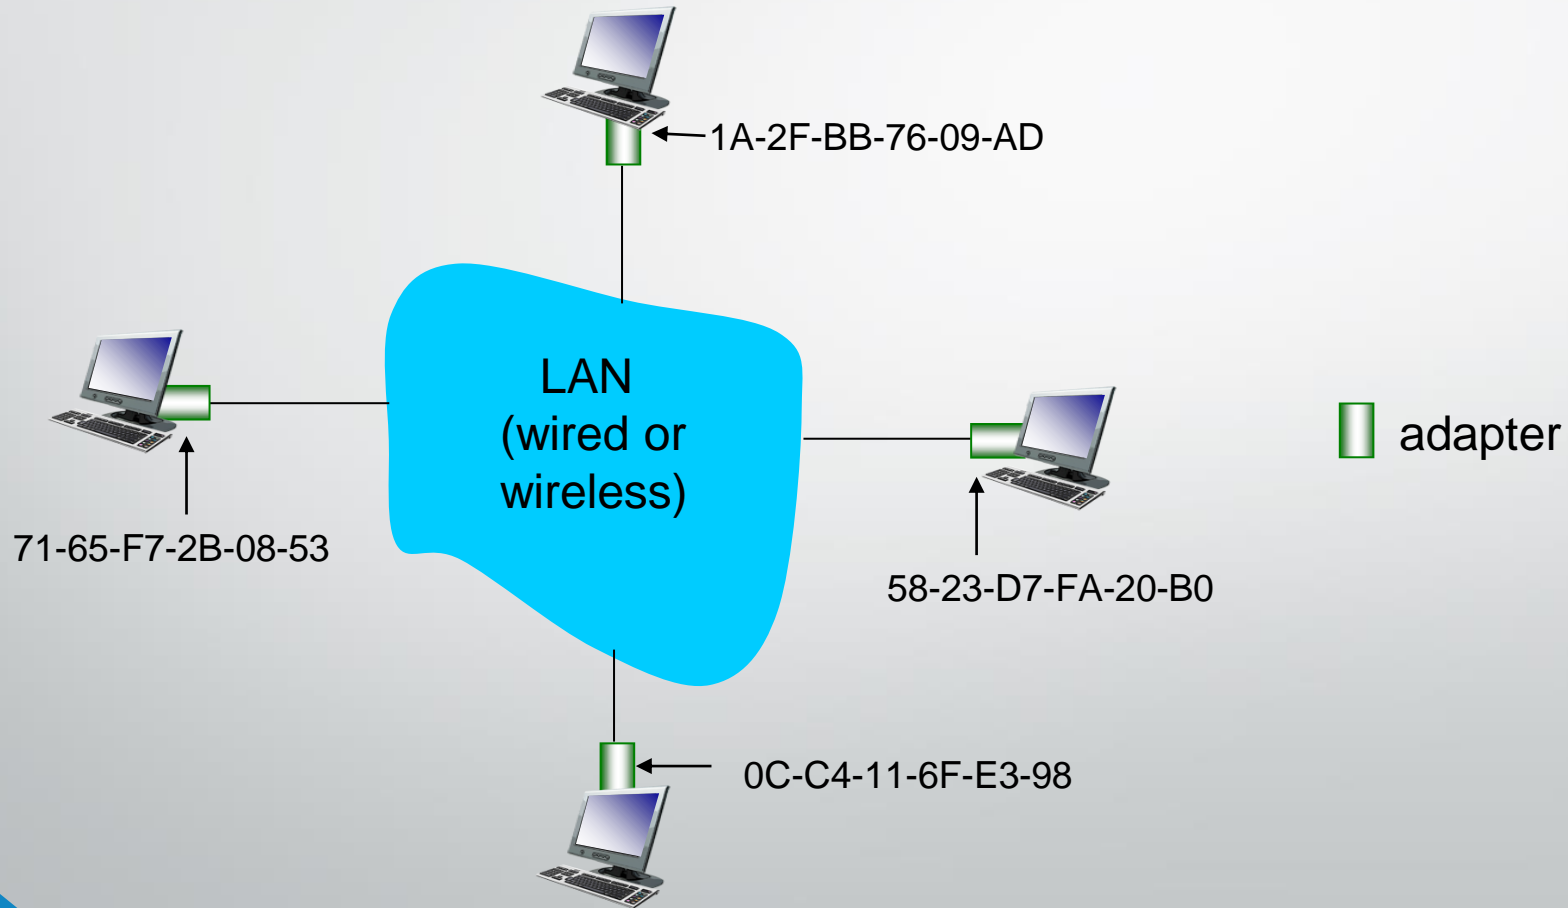 1A-2F-BB-76-09-AD
LAN
(wired or
wireless)
adapter
71-65-F7-2B-08-53
58-23-D7-FA-20-B0
0C-C4-11-6F-E3-98